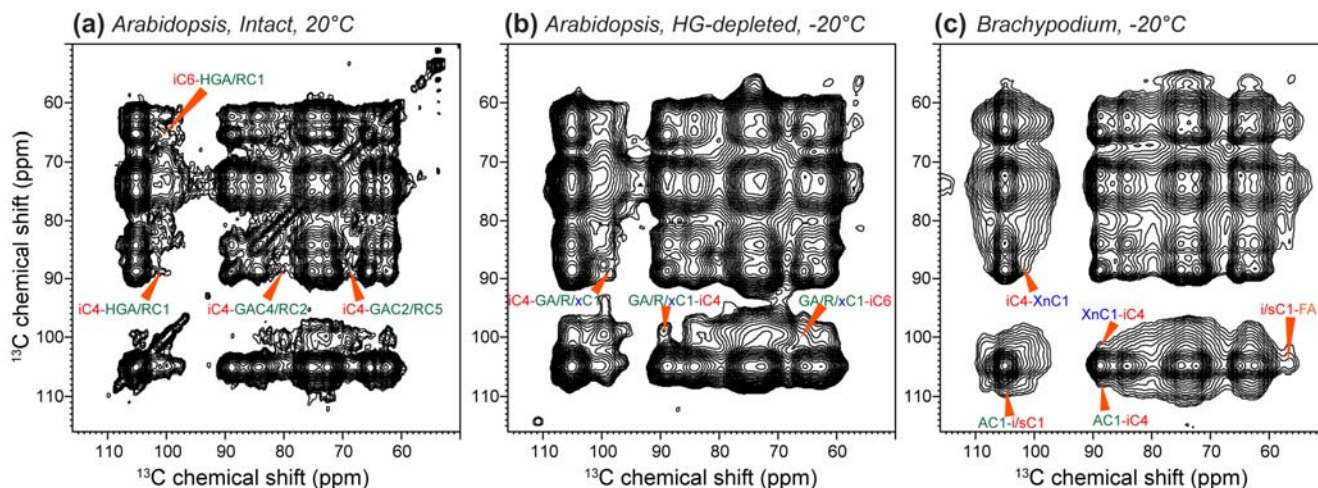 (a) Arabidopsis, Intact, 20°C
(b) Arabidopsis, HG-depleted, -20°C
(c) Brachypodium, -20°C
iC6-HGA/RC1
iC4-HGA/RC1
iC4-GAC4/RC2
iC4-GAC2/RC5
iC4-GA/R/xC1
GA/R/xC1-iC4
GA/R/xC1-iC6
iC4-XnC1
XnC1-iC4
i/sC1-FA
AC1-i/sC1
AC1-iC4
13C chemical shift (ppm)
60
70
80
90
100
110
110 100 90 80 70 60
13C chemical shift (ppm)
60
70
80
90
100
110
110 100 90 80 70 60
13C chemical shift (ppm)
60
70
80
90
100
110
110 100 90 80 70 60
13C chemical shift (ppm)